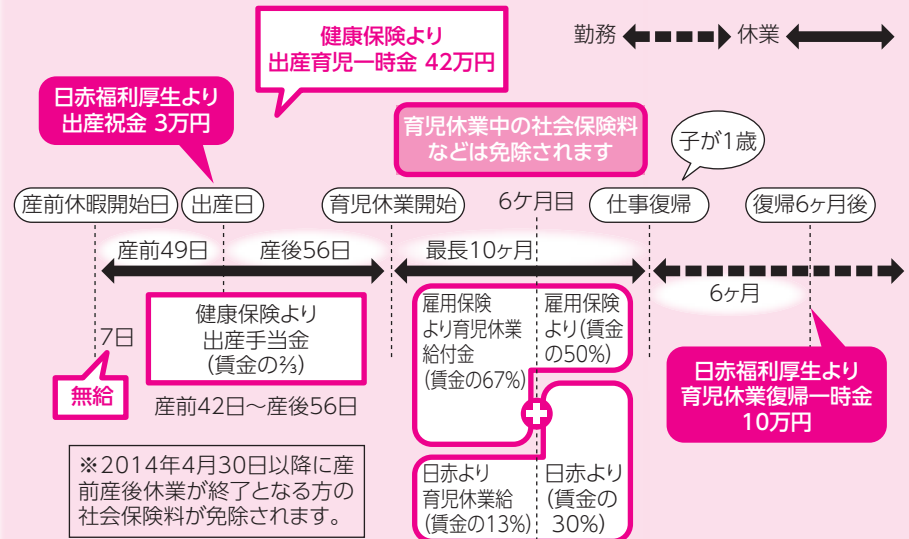 勤務
休業
健康保険より
出産育児一時金 42万円
日赤福利厚生より
出産祝金 3万円
育児休業中の社会保険料
などは免除されます
子が1歳
産前休暇開始日
出産日
育児休業開始
6ケ月目
仕事復帰
復帰6ヶ月後
産前49日
産後56日
最長10ヶ月
6ヶ月
7日
無給
健康保険より
出産手当金
(賃金の⅔)
産前42日〜産後56日
雇用保険
より育児休業
給付金
(賃金の67%)
雇用保険
より(賃金
の50%)
日赤より
育児休業給
(賃金の13%)
日赤より
(賃金の
30%)
日赤福利厚生より
育児休業復帰一時金
10万円
※2014年4月30日以降に産
前産後休業が終了となる方の
社会保険料が免除されます。